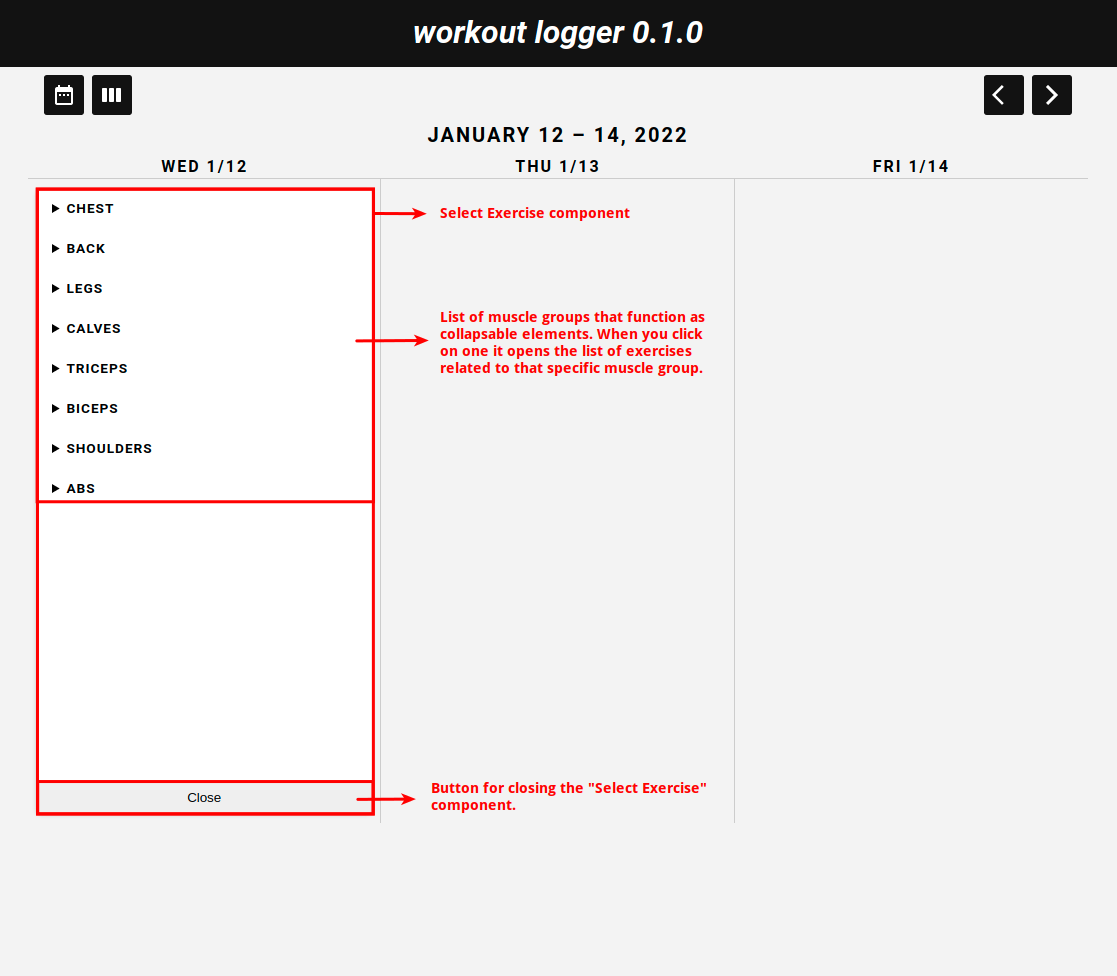 workout logger 0.1.0
JANUARY 12 – 14, 2022
WED 1/12
THU 1/13
FRI 1/14
CHEST
Select Exercise component
BACK
LEGS
List of muscle groups that function as
collapsable elements. When you click
on one it opens the list of exercises
related to that specific muscle group.
CALVES
TRICEPS
BICEPS
SHOULDERS
ABS
Close
Button for closing the "Select Exercise"
component.